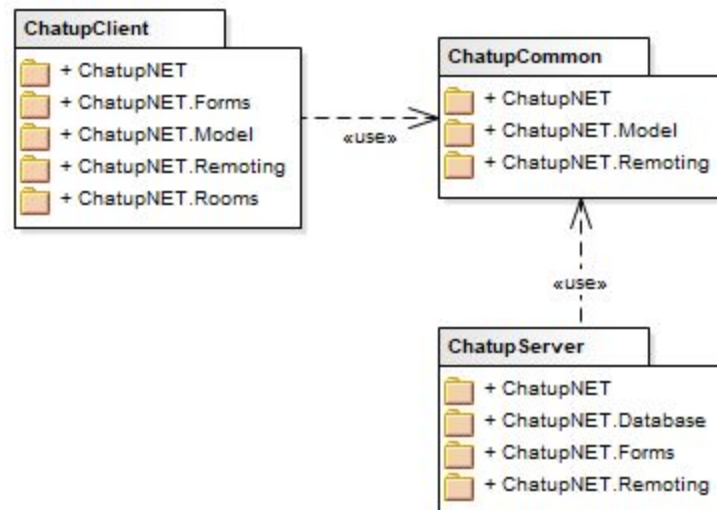 ChatupClient
+ ChatupNET
+ ChatupNET.Forms
+ ChatupNET.Model
+ ChatupNET.Remoting
+ ChatupNET.Rooms
«use»
ChatupCommon
+ ChatupNET
+ ChatupNET.Model
+ ChatupNET.Remoting
«use»
ChatupServer
+ ChatupNET
+ ChatupNET.Database
+ ChatupNET.Forms
+ ChatupNET.Remoting